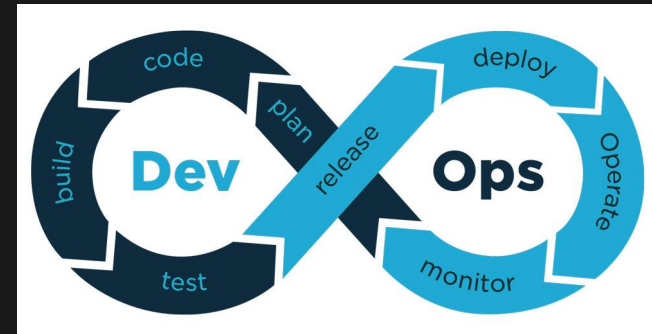 code
deploy
plan
build
Dev
release
Ops
Operate
test
monitor